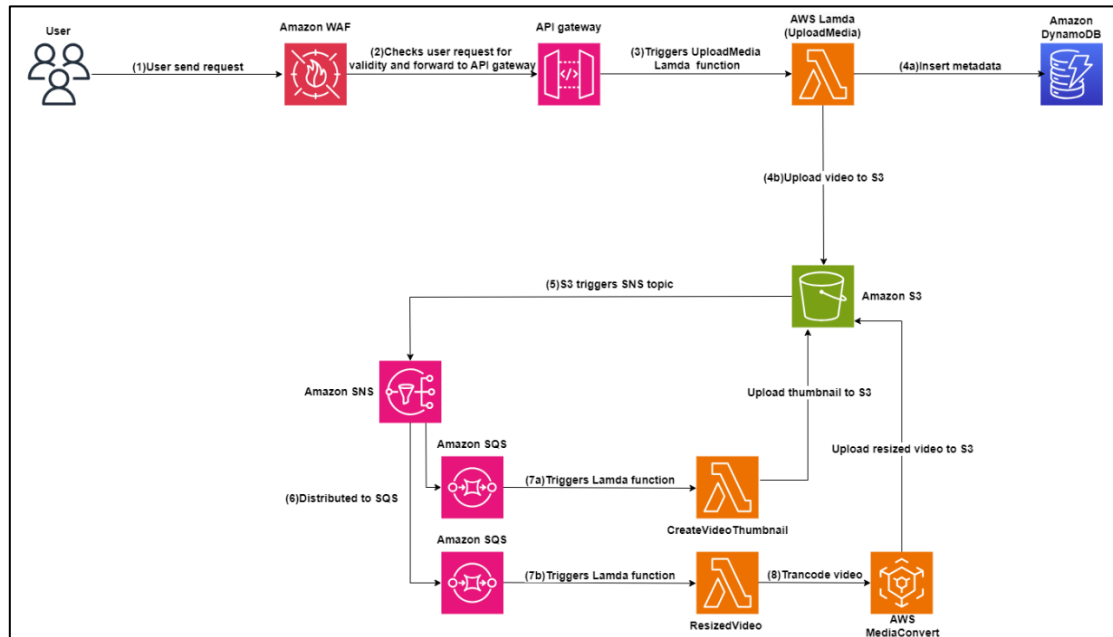 User
Amazon WAF
API gateway
AWS Lamda
(UploadMedia)
Amazon
DynamoDB
(1)User send request
(2)Checks user request for
validity and forward to API gateway
(3)Triggers UploadMedia
Lamda function
(4a)Insert metadata
(4b)Upload video to S3
(5)S3 triggers SNS topic
Amazon S3
Amazon SNS
Upload thumbnail to S3
Amazon SQS
Upload resized video to S3
(7a)Triggers Lamda function
(6)Distributed to SQS
CreateVideoThumbnail
Amazon SQS
(7b)Triggers Lamda function
(8)Trancode video
ResizedVideo
AWS
MediaConvert